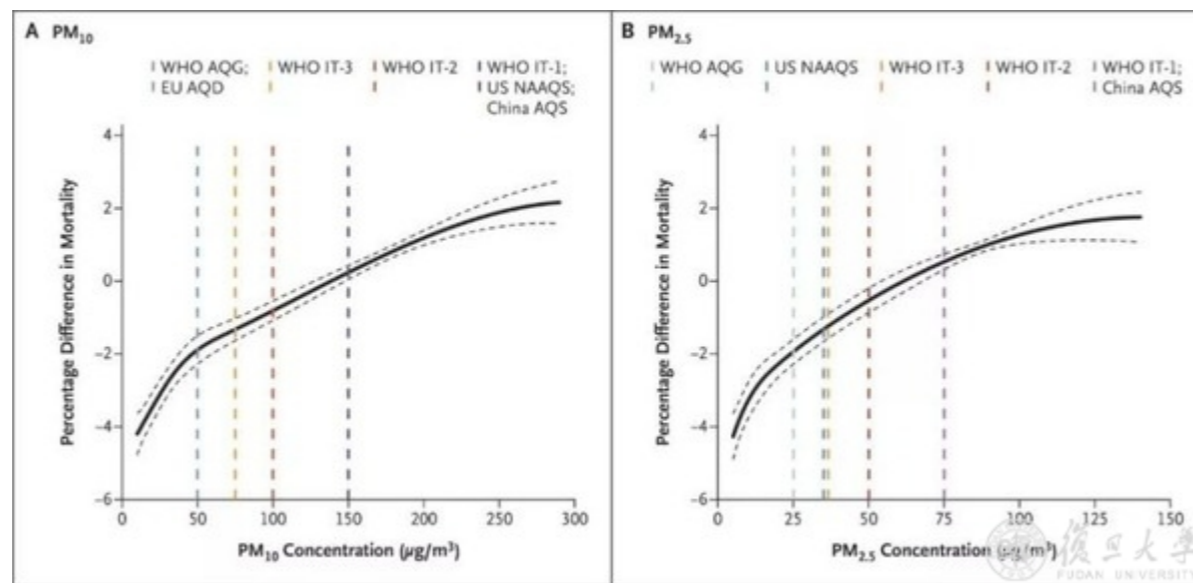 A PM10
WHO AQG;
EU AQD
WHO IT-3
WHO IT-2
WHO IT-1;
US NAAQS;
China AQS
Percentage Difference in Mortality
4
2
0
−2
−4
−6
0 50 100 150 200 250 300
PM10 Concentration (μg/m³)
B PM2.5
WHO AQG
US NAAQS
WHO IT-3
WHO IT-2
WHO IT-1;
China AQS
Percentage Difference in Mortality
4
2
0
−2
−4
−6
0 25 50 75 100 125 150
PM2.5 Concentration (μg/m³)
復旦大學
FUDAN UNIVERSITY